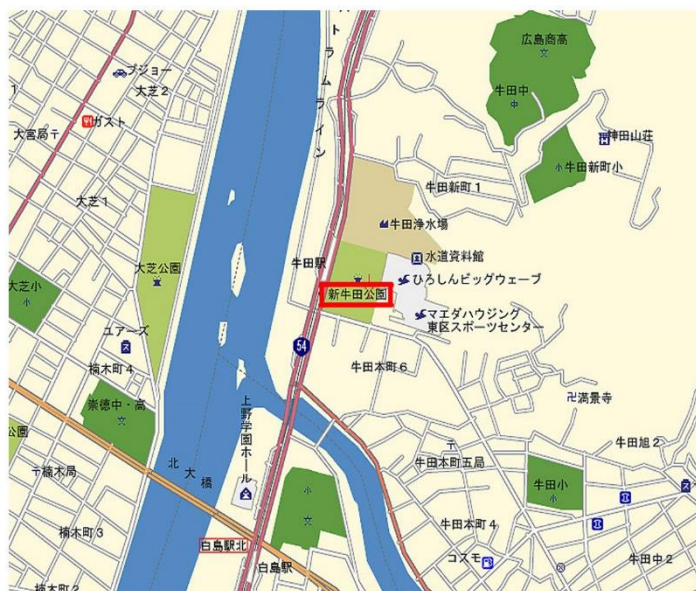 プジョー
大芝2
ガスト
大宮局〒
大芝1
大芝公園
大芝小
ユアーズ
楠木町4
崇徳中・高
公園
〒楠木局
楠木町3
楠木町2
北大橋
上野学園ホール
白島駅北
白島駅
54
ストラムライン
牛田駅
新牛田公園
牛田浄水場
水道資料館
ひろしんビッグウェーブ
マエダハウジング
東区スポーツセンター
牛田新町1
広島商高
文
牛田中
中
神田山荘
牛田新町小
小
牛田本町6
満景寺
牛田旭2
牛田本町五局
牛田小
牛田本町4
コスモ
牛田中2